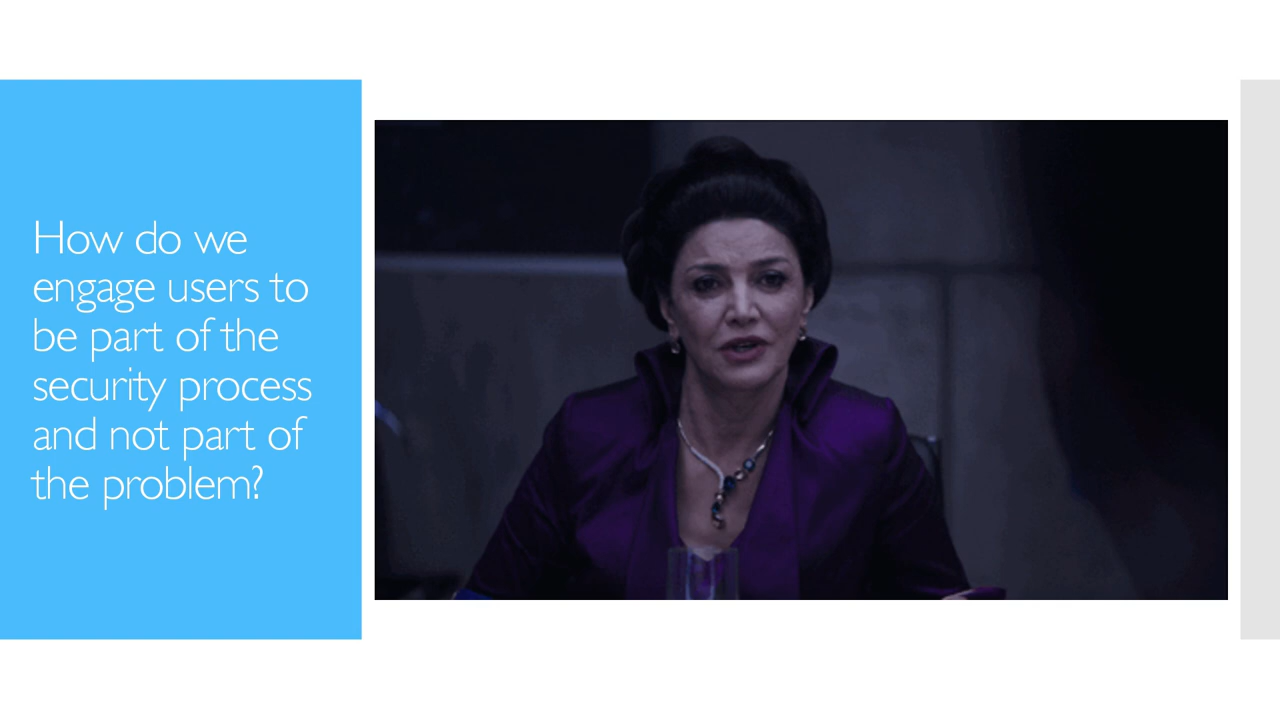 How do we
engage users to
be part of the
security process
and not part of
the problem?